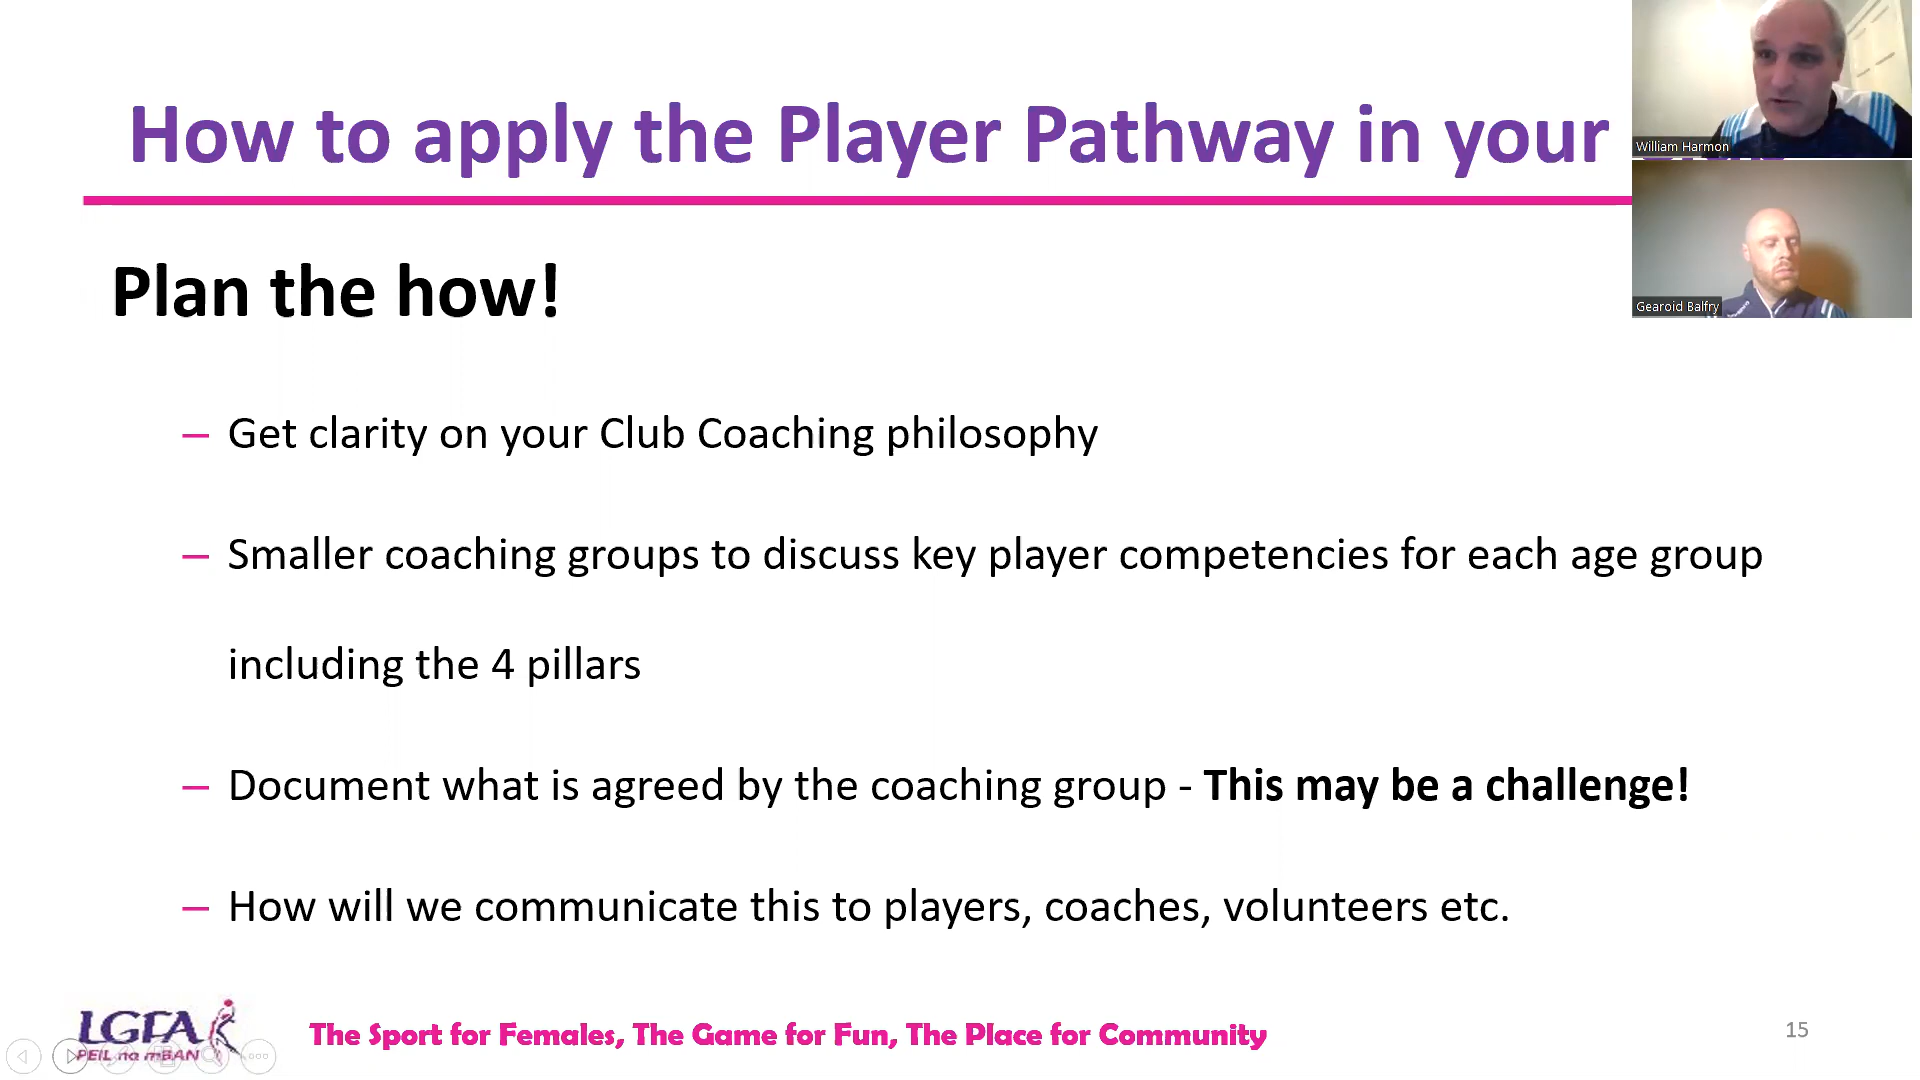 How to apply the Player Pathway in your
William Harmon
Gearoid Balfry
Plan the how!
– Get clarity on your Club Coaching philosophy
– Smaller coaching groups to discuss key player competencies for each age group
including the 4 pillars
– Document what is agreed by the coaching group - This may be a challenge!
– How will we communicate this to players, coaches, volunteers etc.
LGFA
PEIL na mBAN
The Sport for Females, The Game for Fun, The Place for Community
15